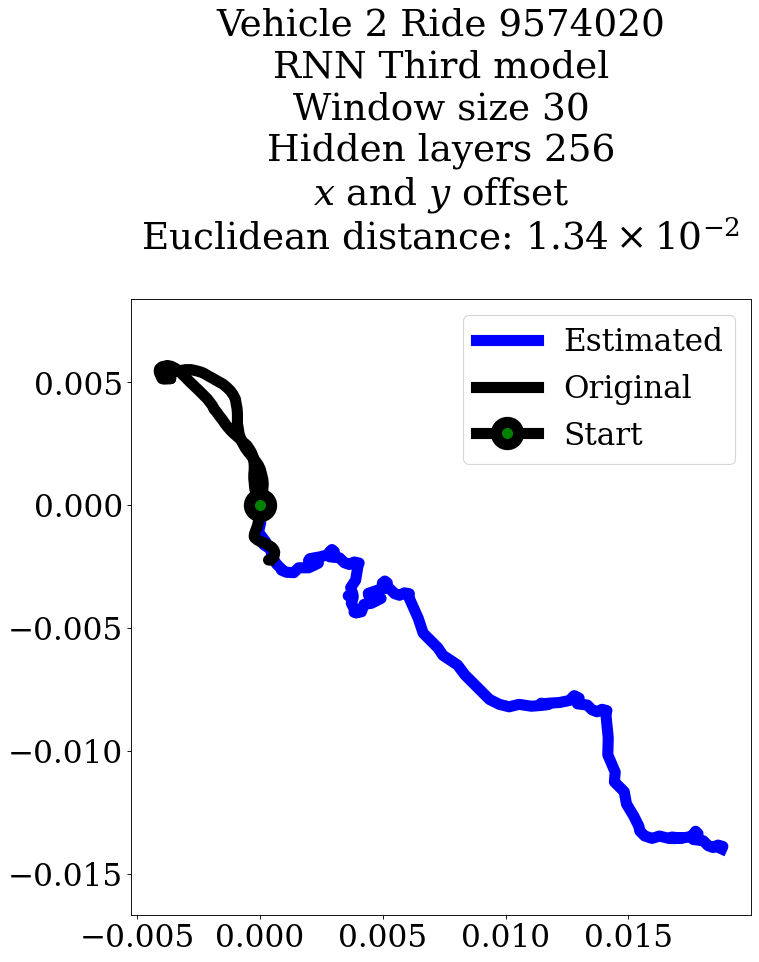 Vehicle 2 Ride 9574020
RNN Third model
Window size 30
Hidden layers 256
x and y offset
Euclidean distance: 1.34 × 10⁻²
Estimated
Original
Start
0.005
0.000
−0.005
−0.010
−0.015
−0.005 0.000 0.005 0.010 0.015